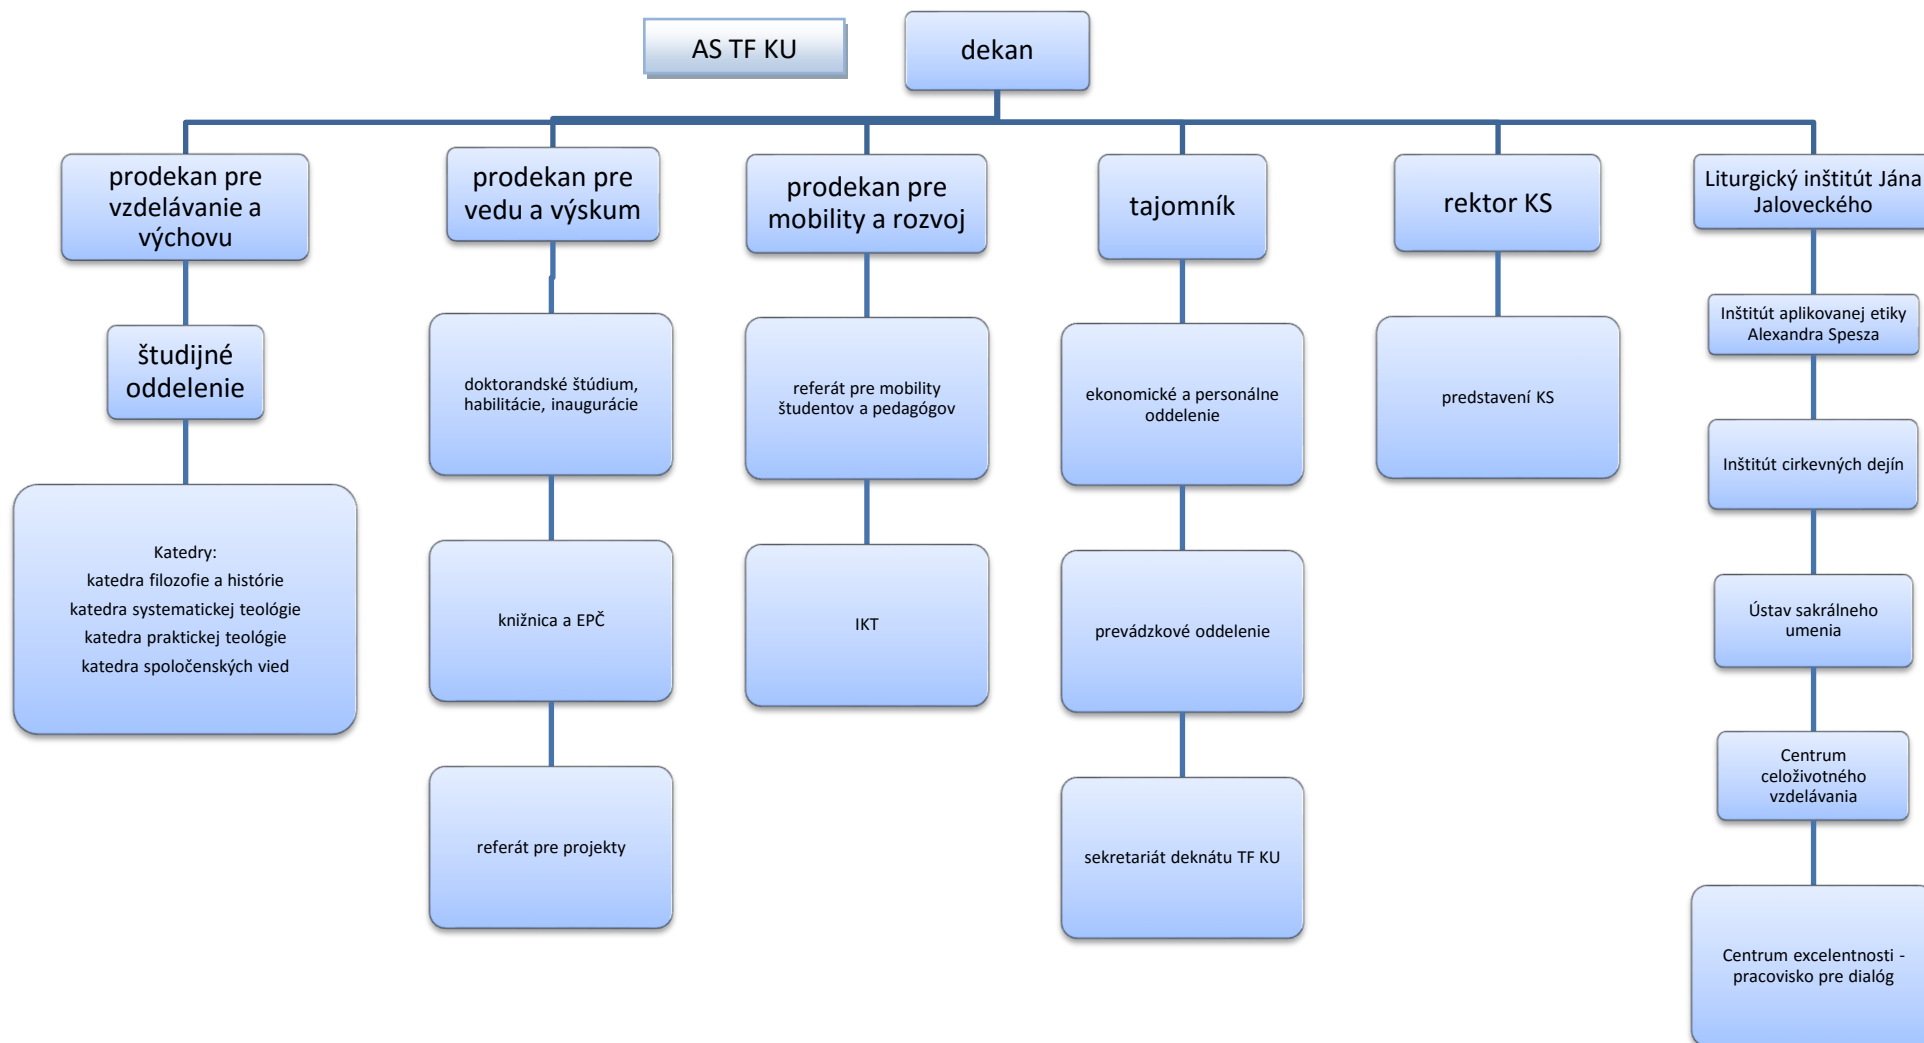 AS TF KU
dekan
prodekan pre
vzdelávanie a
výchovu
študijné
oddelenie
Katedry:
katedra filozofie a histórie
katedra systematickej teológie
katedra praktickej teológie
katedra spoločenských vied
prodekan pre
vedu a výskum
doktorandské štúdium,
habilitácie, inaugurácie
knižnica a EPČ
referát pre projekty
prodekan pre
mobility a rozvoj
referát pre mobility
študentov a pedagógov
IKT
tajomník
ekonomické a personálne
oddelenie
prevádzkové oddelenie
sekretariát deknátu TF KU
rektor KS
predstavení KS
Liturgický inštitút Jána
Jaloveckého
Inštitút aplikovanej etiky
Alexandra Spesza
Inštitút cirkevných dejín
Ústav sakrálneho
umenia
Centrum
celoživotného
vzdelávania
Centrum excelentnosti -
pracovisko pre dialóg